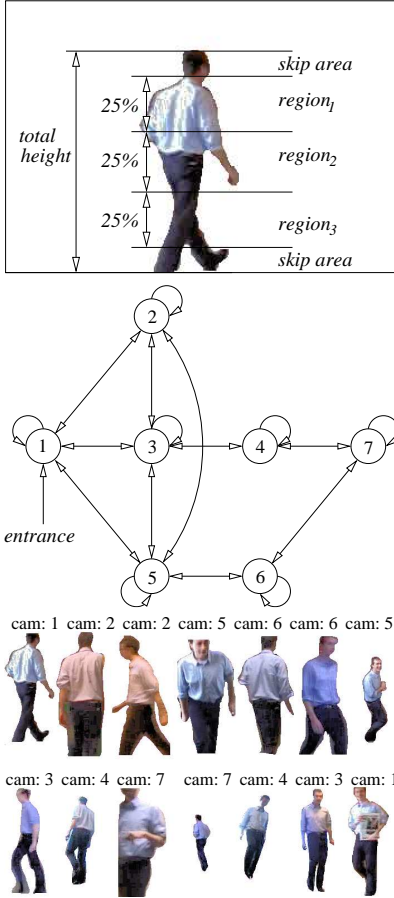 skip area
25% region1
total height
25% region2
25% region3
skip area
2
1 3 4 7
entrance
5 6
cam: 1 cam: 2 cam: 2 cam: 5 cam: 6 cam: 6 cam: 5
cam: 3 cam: 4 cam: 7 cam: 7 cam: 4 cam: 3 cam: 1